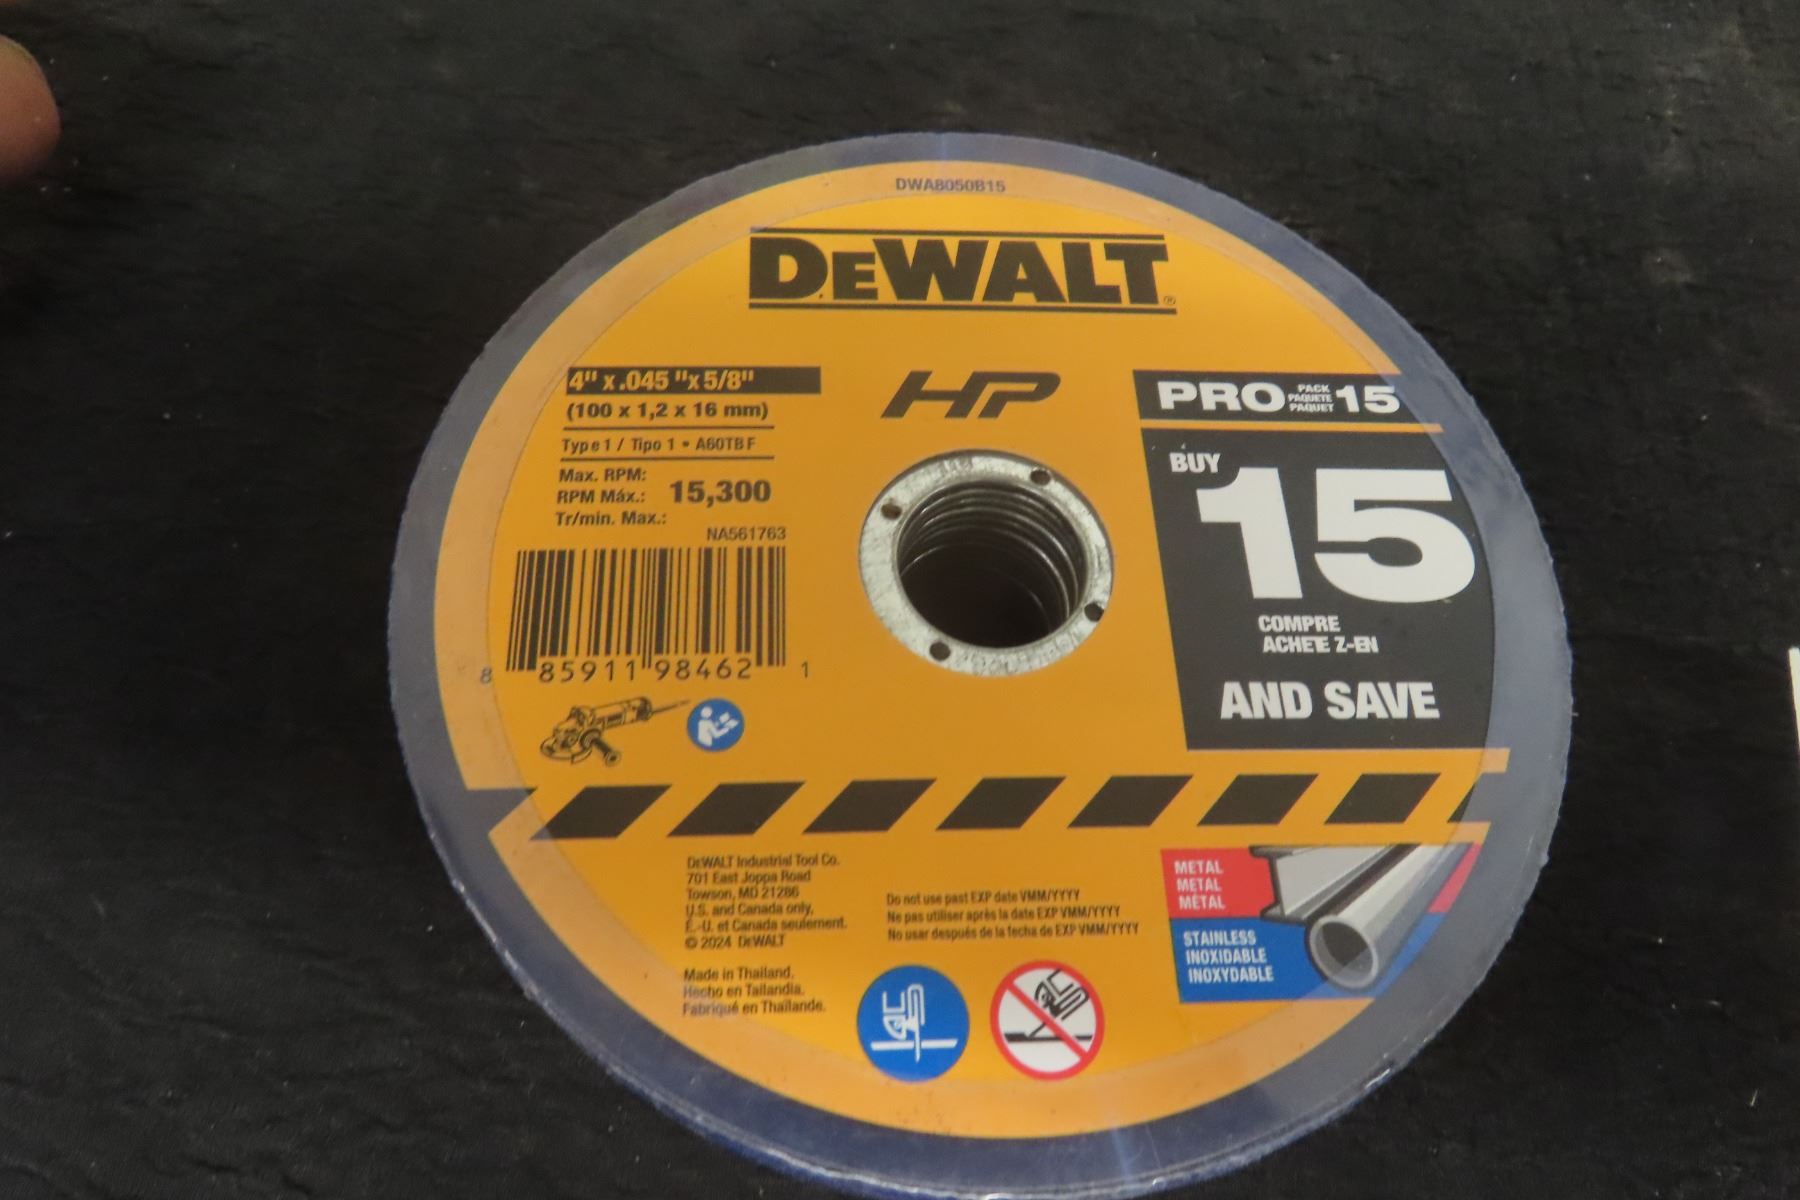 DWA8050B15
DEWALT®
4" x .045 "x 5/8"
(100 x 1,2 x 16 mm)
Type 1 / Tipo 1 • A60TBF
Max. RPM:
RPM Máx.: 15,300
Tr/min. Max.:
NA561763
8 85911 98462 1
HP
PRO PACK PAQUETE PAQUET 15
BUY
15
COMPRE
ACHETE Z-EN
AND SAVE
DEWALT Industrial Tool Co.
701 East Joppa Road
Towson, MD 21286
U.S. and Canada only,
É.-U. et Canada seulement.
© 2024 DEWALT
Made in Thailand.
Hecho en Tailandia.
Fabriqué en Thaïlande.
Do not use past EXP date VMM/YYYY
Ne pas utiliser après la date EXP VMM/YYYY
No usar después de la fecha de EXP VMM/YYYY
METAL
METAL
MÉTAL
STAINLESS
INOXIDABLE
INOXYDABLE